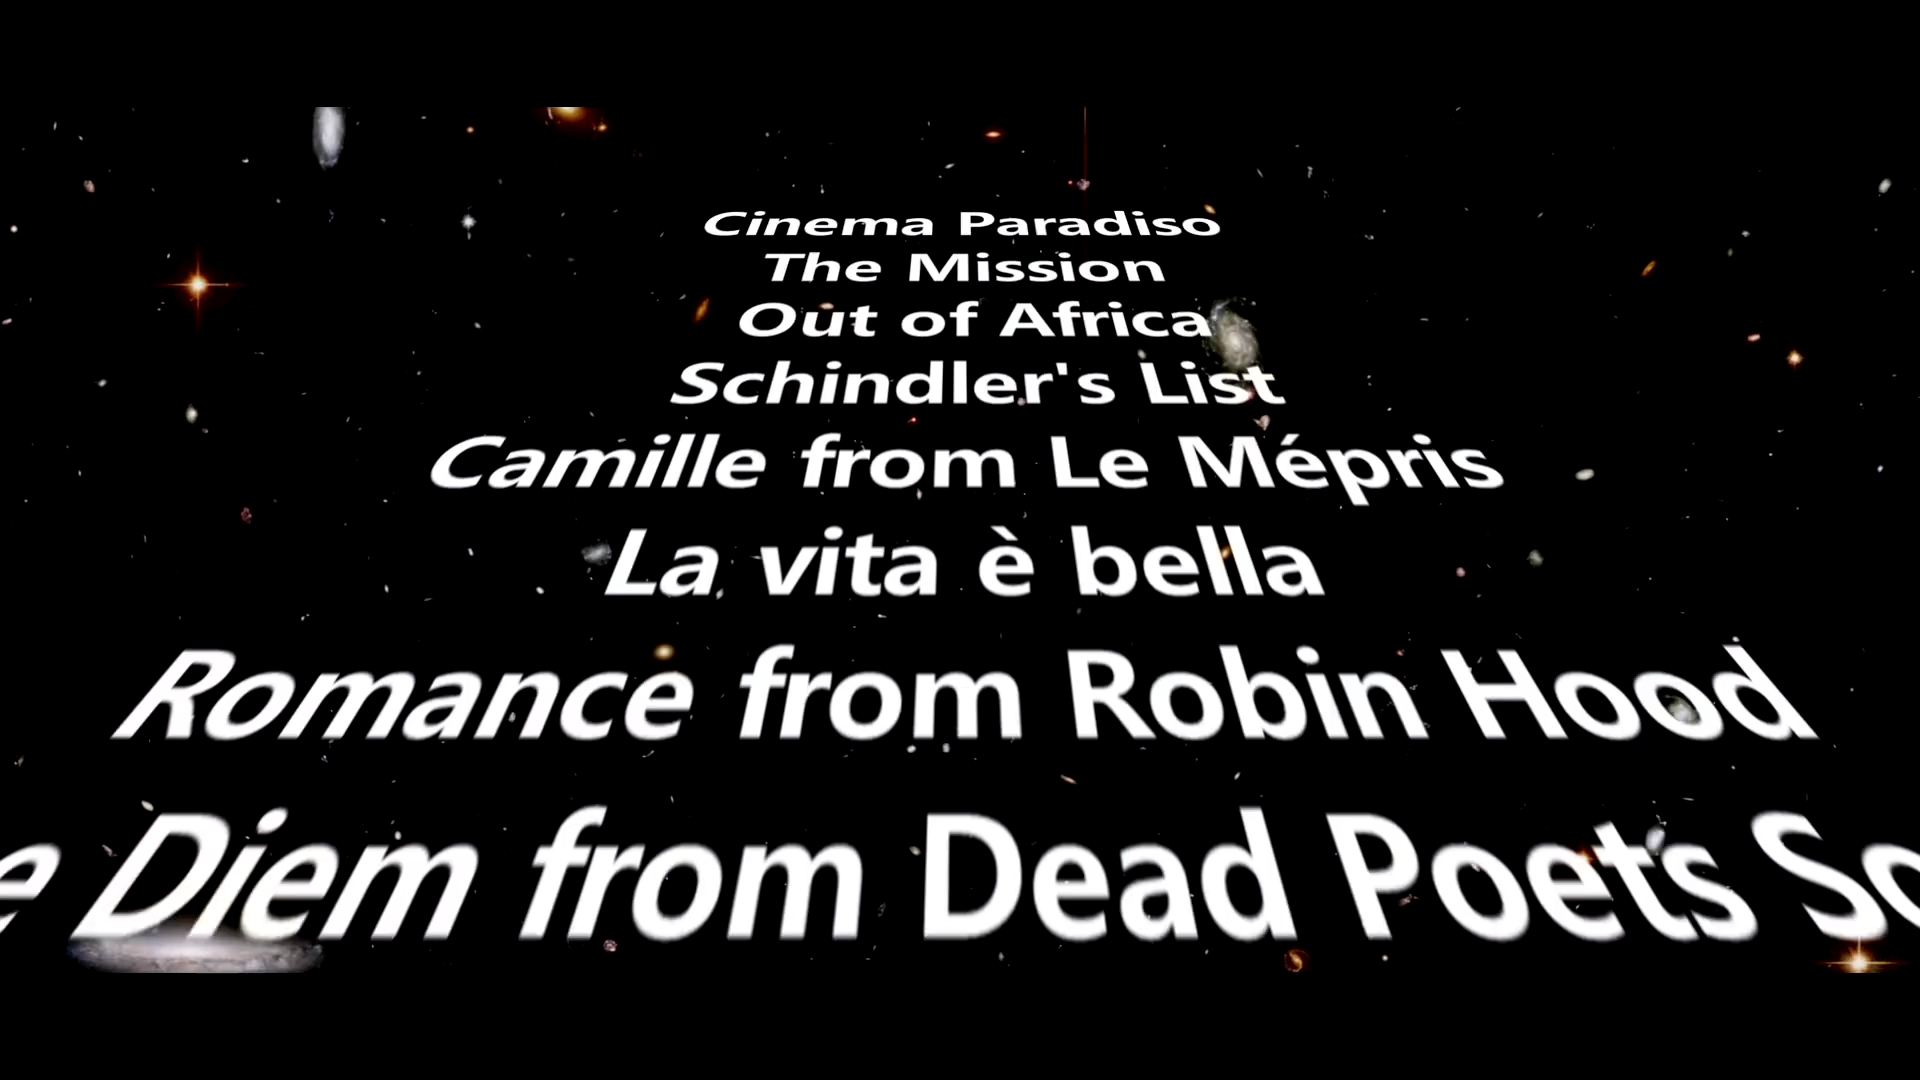 Cinema Paradiso
The Mission
Out of Africa
Schindler's List
Camille from Le Mépris
La vita è bella
Romance from Robin Hood
e Diem from Dead Poets So